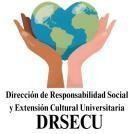 Dirección de Responsabilidad Social
y Extensión Cultural Universitaria
DRSECU